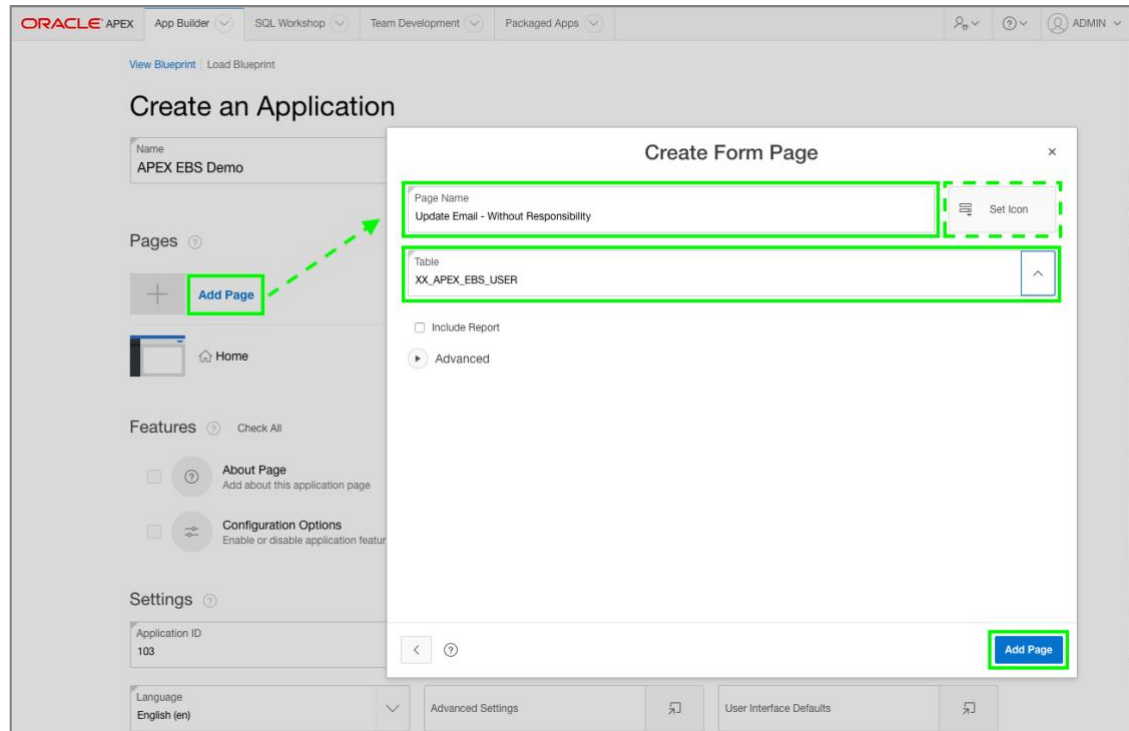 ORACLE APEX App Builder SQL Workshop Team Development Packaged Apps ADMIN
View Blueprint Load Blueprint
Create an Application
Name
APEX EBS Demo
Pages
Add Page
Home
Features Check All
About Page
Add about this application page
Configuration Options
Enable or disable application featur
Settings
Application ID
103
Language
English (en)
Advanced Settings
User Interface Defaults
Create Form Page
Page Name
Update Email - Without Responsibility
Set Icon
Table
XX_APEX_EBS_USER
Include Report
Advanced
Add Page